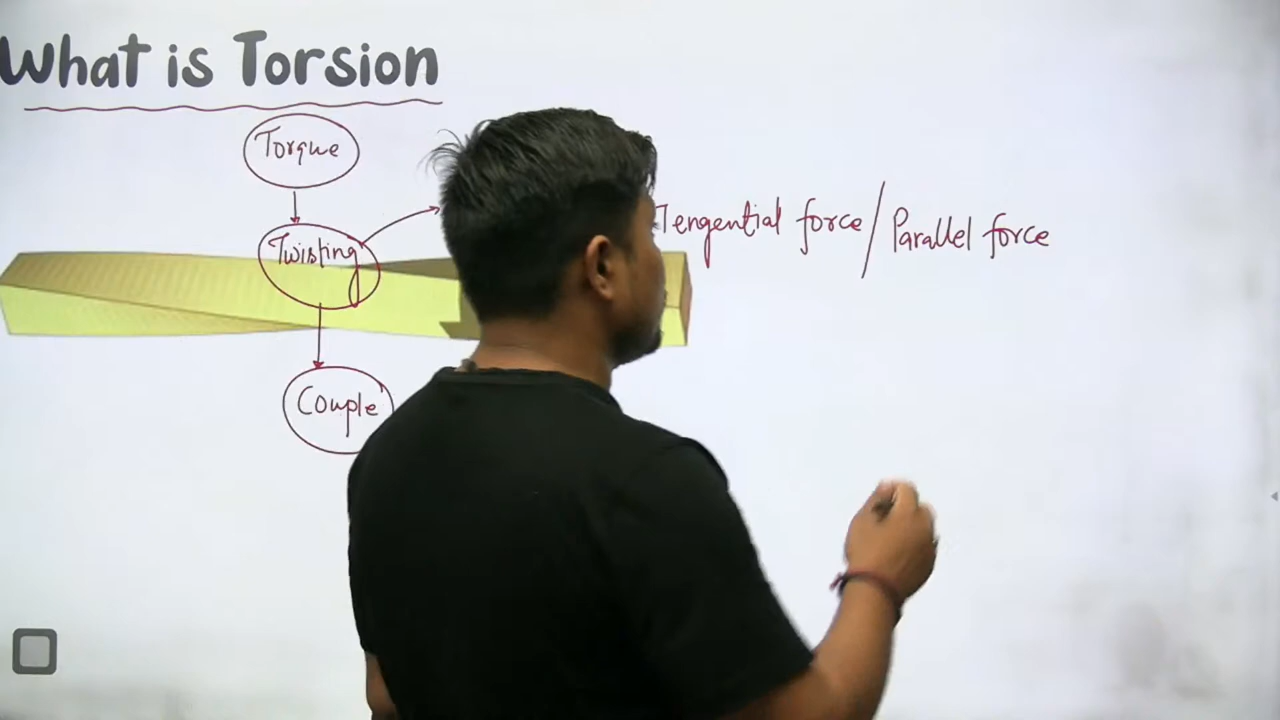 What is Torsion
Torque
Tengential force / Parallel force
Twisting
Couple